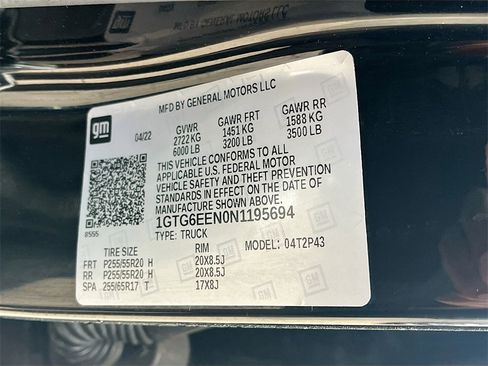 MFD BY GENERAL MOTORS LLC
gm
04/22 GVWR GAWR FRT GAWR RR
2722 KG 1451 KG 1588 KG
6000 LB 3200 LB 3500 LB
THIS VEHICLE CONFORMS TO ALL
APPLICABLE U.S. FEDERAL MOTOR
VEHICLE SAFETY AND THEFT PREVENTION
STANDARDS IN EFFECT ON THE DATE OF
MANUFACTURE SHOWN ABOVE.
1GTG6EEN0N1195694
TYPE: TRUCK MODEL: 04T2P43
#555
TIRE SIZE RIM
FRT P255/55R20 H 20X8.5J
RR P255/55R20 H 20X8.5J
SPA 255/65R17 T 17X8J